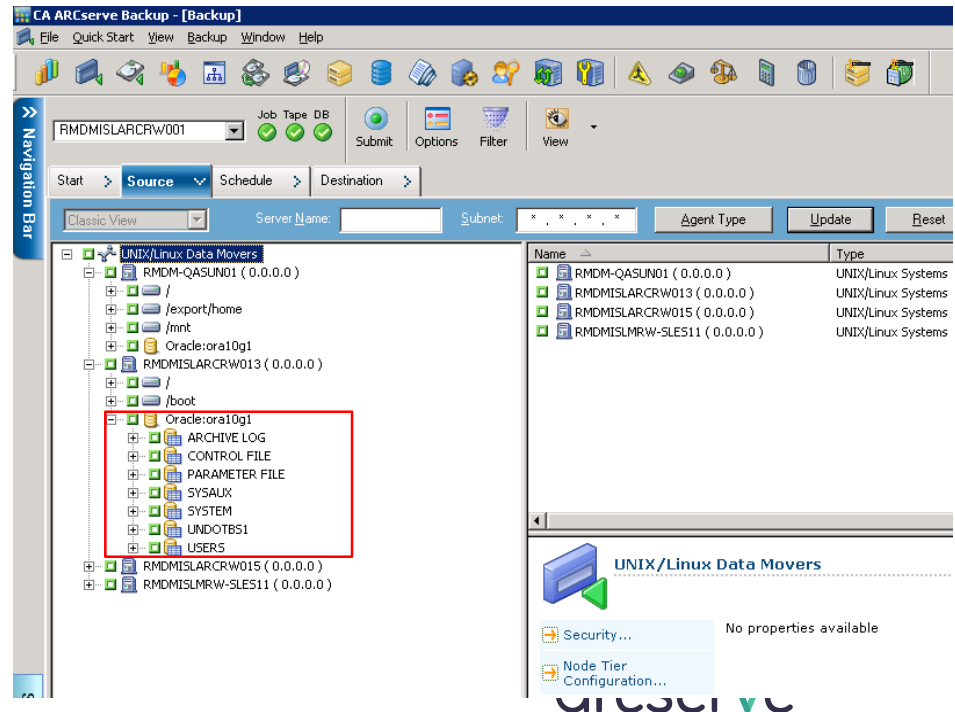 CA ARCserve Backup - [Backup]
File Quick Start View Backup Window Help
Navigation Bar
RMDMISLARCRW001
Job Tape DB
Submit Options Filter View
Start Source Schedule Destination
Classic View Server Name: Subnet: * . * . * . * Agent Type Update Reset
UNIX/Linux Data Movers
RMDM-QASUN01 ( 0.0.0.0 )
/
/export/home
/mnt
Oracle:ora10g1
RMDMISLARCRW013 ( 0.0.0.0 )
/
/boot
Oracle:ora10g1
ARCHIVE LOG
CONTROL FILE
PARAMETER FILE
SYSAUX
SYSTEM
UNDOTBS1
USERS
RMDMISLARCRW015 ( 0.0.0.0 )
RMDMISLMRW-SLES11 ( 0.0.0.0 )
Name Type
RMDM-QASUN01 ( 0.0.0.0 ) UNIX/Linux Systems
RMDMISLARCRW013 ( 0.0.0.0 ) UNIX/Linux Systems
RMDMISLARCRW015 ( 0.0.0.0 ) UNIX/Linux Systems
RMDMISLMRW-SLES11 ( 0.0.0.0 ) UNIX/Linux Systems
UNIX/Linux Data Movers
Security...
No properties available
Node Tier
Configuration...
arcserve